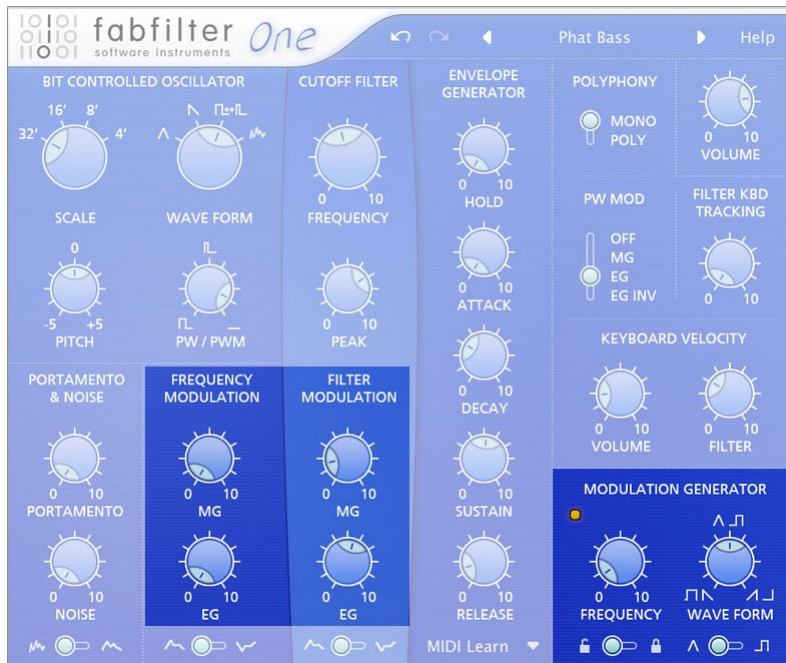 fabfilter
software instruments
One
Phat Bass
Help
BIT CONTROLLED OSCILLATOR
32' 16' 8' 4'
SCALE
WAVE FORM
0
-5 +5
PITCH
PW / PWM
CUTOFF FILTER
0 10
FREQUENCY
0 10
PEAK
ENVELOPE
GENERATOR
0 10
HOLD
0 10
ATTACK
0 10
DECAY
0 10
SUSTAIN
0 10
RELEASE
POLYPHONY
MONO
POLY
0 10
VOLUME
PW MOD
OFF
MG
EG
EG INV
FILTER KBD
TRACKING
0 10
KEYBOARD VELOCITY
0 10
VOLUME
0 10
FILTER
PORTAMENTO
& NOISE
0 10
PORTAMENTO
0 10
NOISE
FREQUENCY
MODULATION
0 10
MG
0 10
EG
FILTER
MODULATION
0 10
MG
0 10
EG
MODULATION GENERATOR
0 10
FREQUENCY
WAVE FORM
MIDI Learn